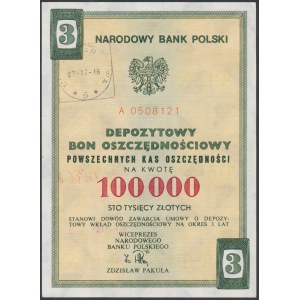 3
NARODOWY BANK POLSKI
A 0508121
DEPOZYTOWY
BON OSZCZĘDNOŚCIOWY
POWSZECHNYCH KAS OSZCZĘDNOŚCI
NA KWOTĘ
100 000
STO TYSIĘCY ZŁOTYCH
STANOWI DOWÓD ZAWARCIA UMOWY O DEPOZY-
TOWY WKŁAD OSZCZĘDNOŚCIOWY NA OKRES 3 LAT
WICEPREZES
NARODOWEGO
BANKU POLSKIEGO
ZDZISŁAW PAKUŁA
3